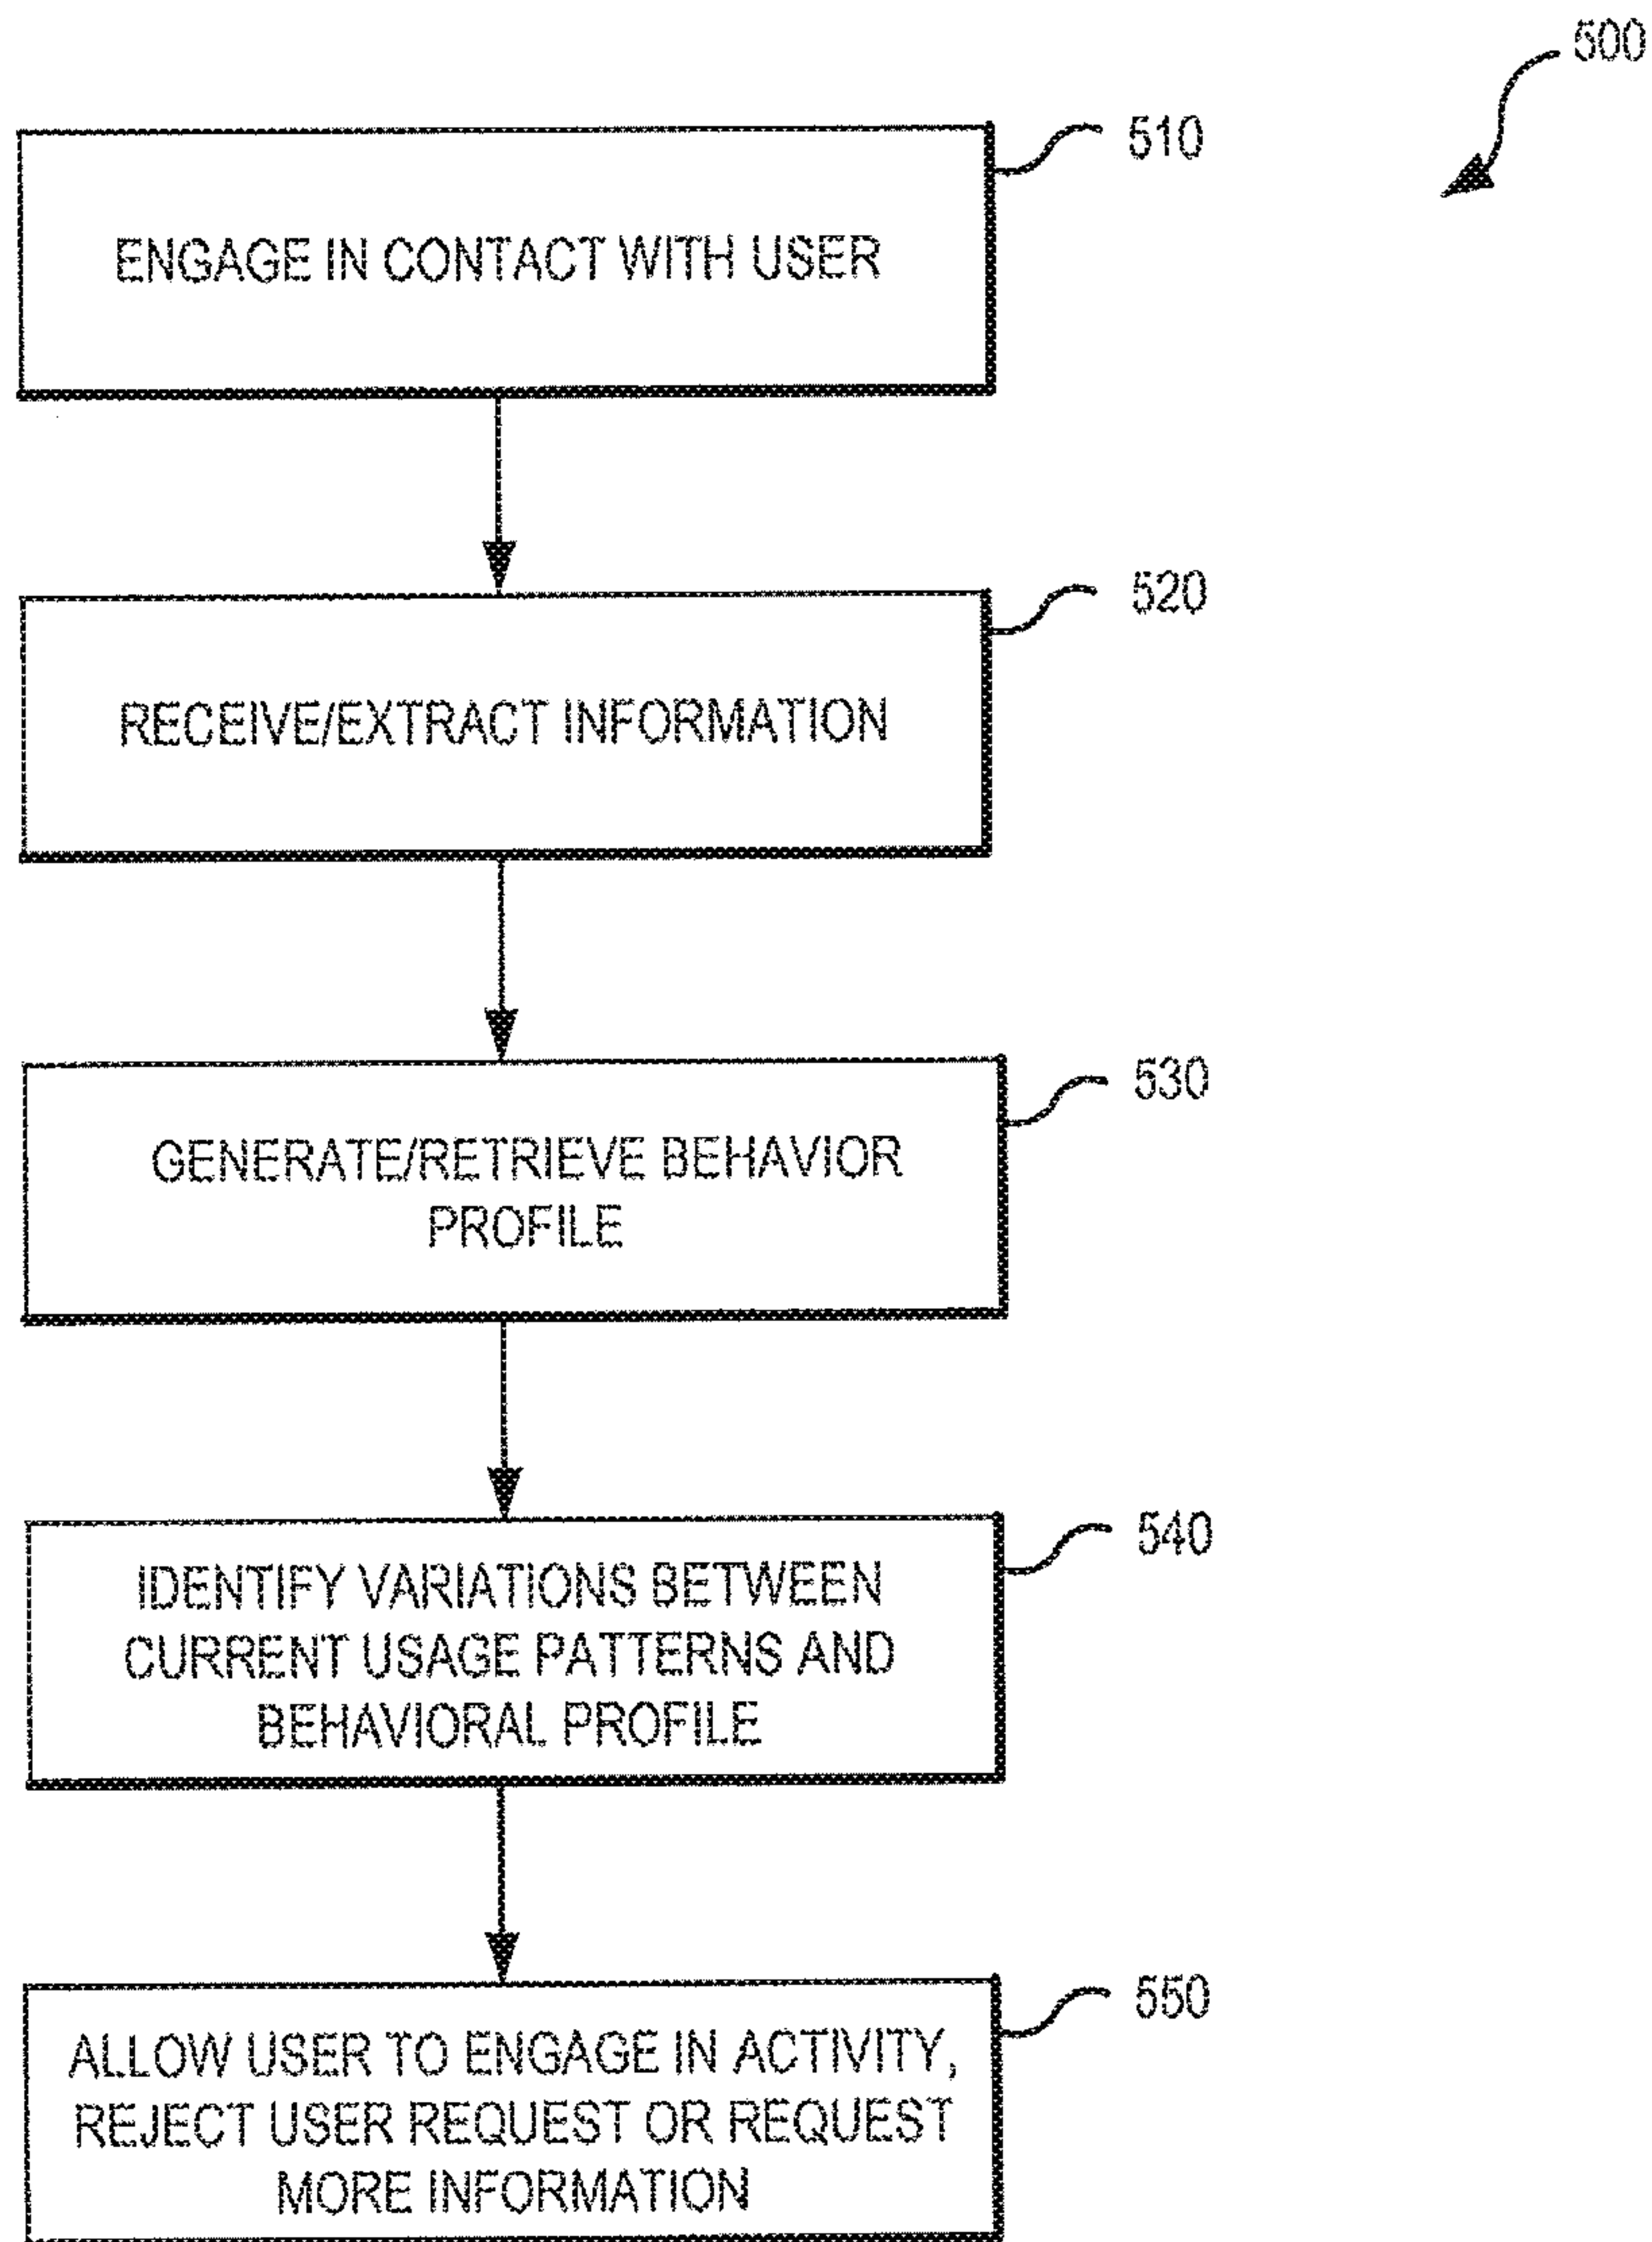 500
510
ENGAGE IN CONTACT WITH USER
520
RECEIVE/EXTRACT INFORMATION
530
GENERATE/RETRIEVE BEHAVIOR
PROFILE
540
IDENTIFY VARIATIONS BETWEEN
CURRENT USAGE PATTERNS AND
BEHAVIORAL PROFILE
550
ALLOW USER TO ENGAGE IN ACTIVITY,
REJECT USER REQUEST OR REQUEST
MORE INFORMATION